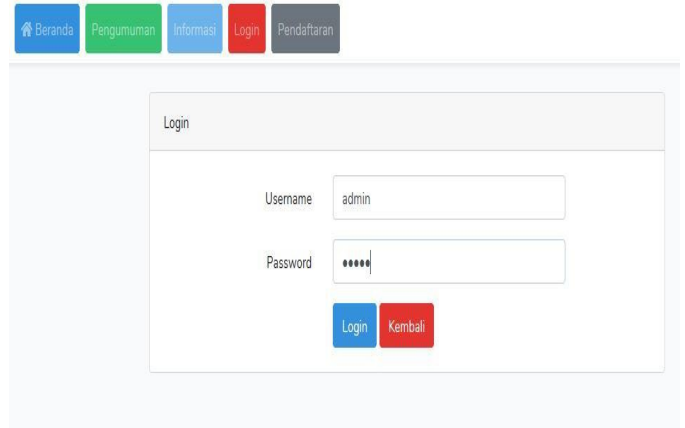 Beranda Pengumuman Informasi Login Pendaftaran
Login
Username admin
Password •••••
Login Kembali